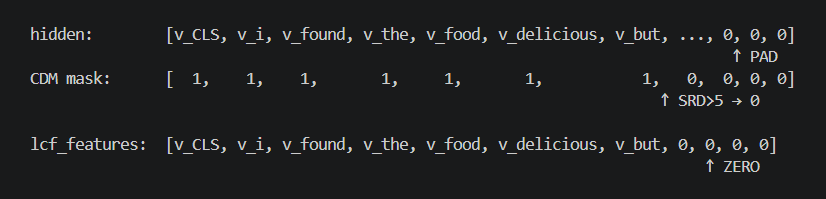 hidden:        [v_CLS, v_i, v_found, v_the, v_food, v_delicious, v_but, ..., 0, 0, 0]
↑ PAD
CDM mask:      [  1,    1,    1,       1,     1,       1,          1,   0,  0, 0, 0]
↑ SRD>5 → 0
lcf_features:  [v_CLS, v_i, v_found, v_the, v_food, v_delicious, v_but, 0, 0, 0, 0]
↑ ZERO